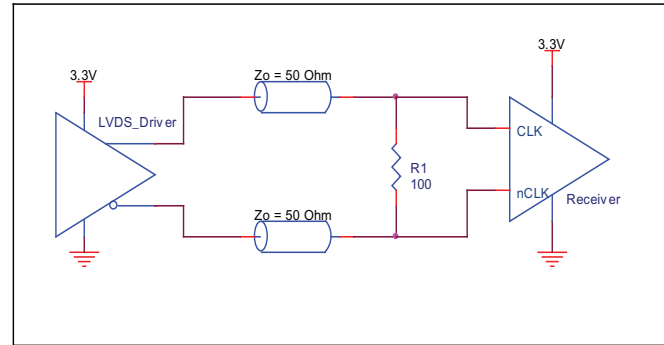 3.3V
LVDS_Driver
Zo = 50 Ohm
Zo = 50 Ohm
R1
100
3.3V
CLK
nCLK
Receiver